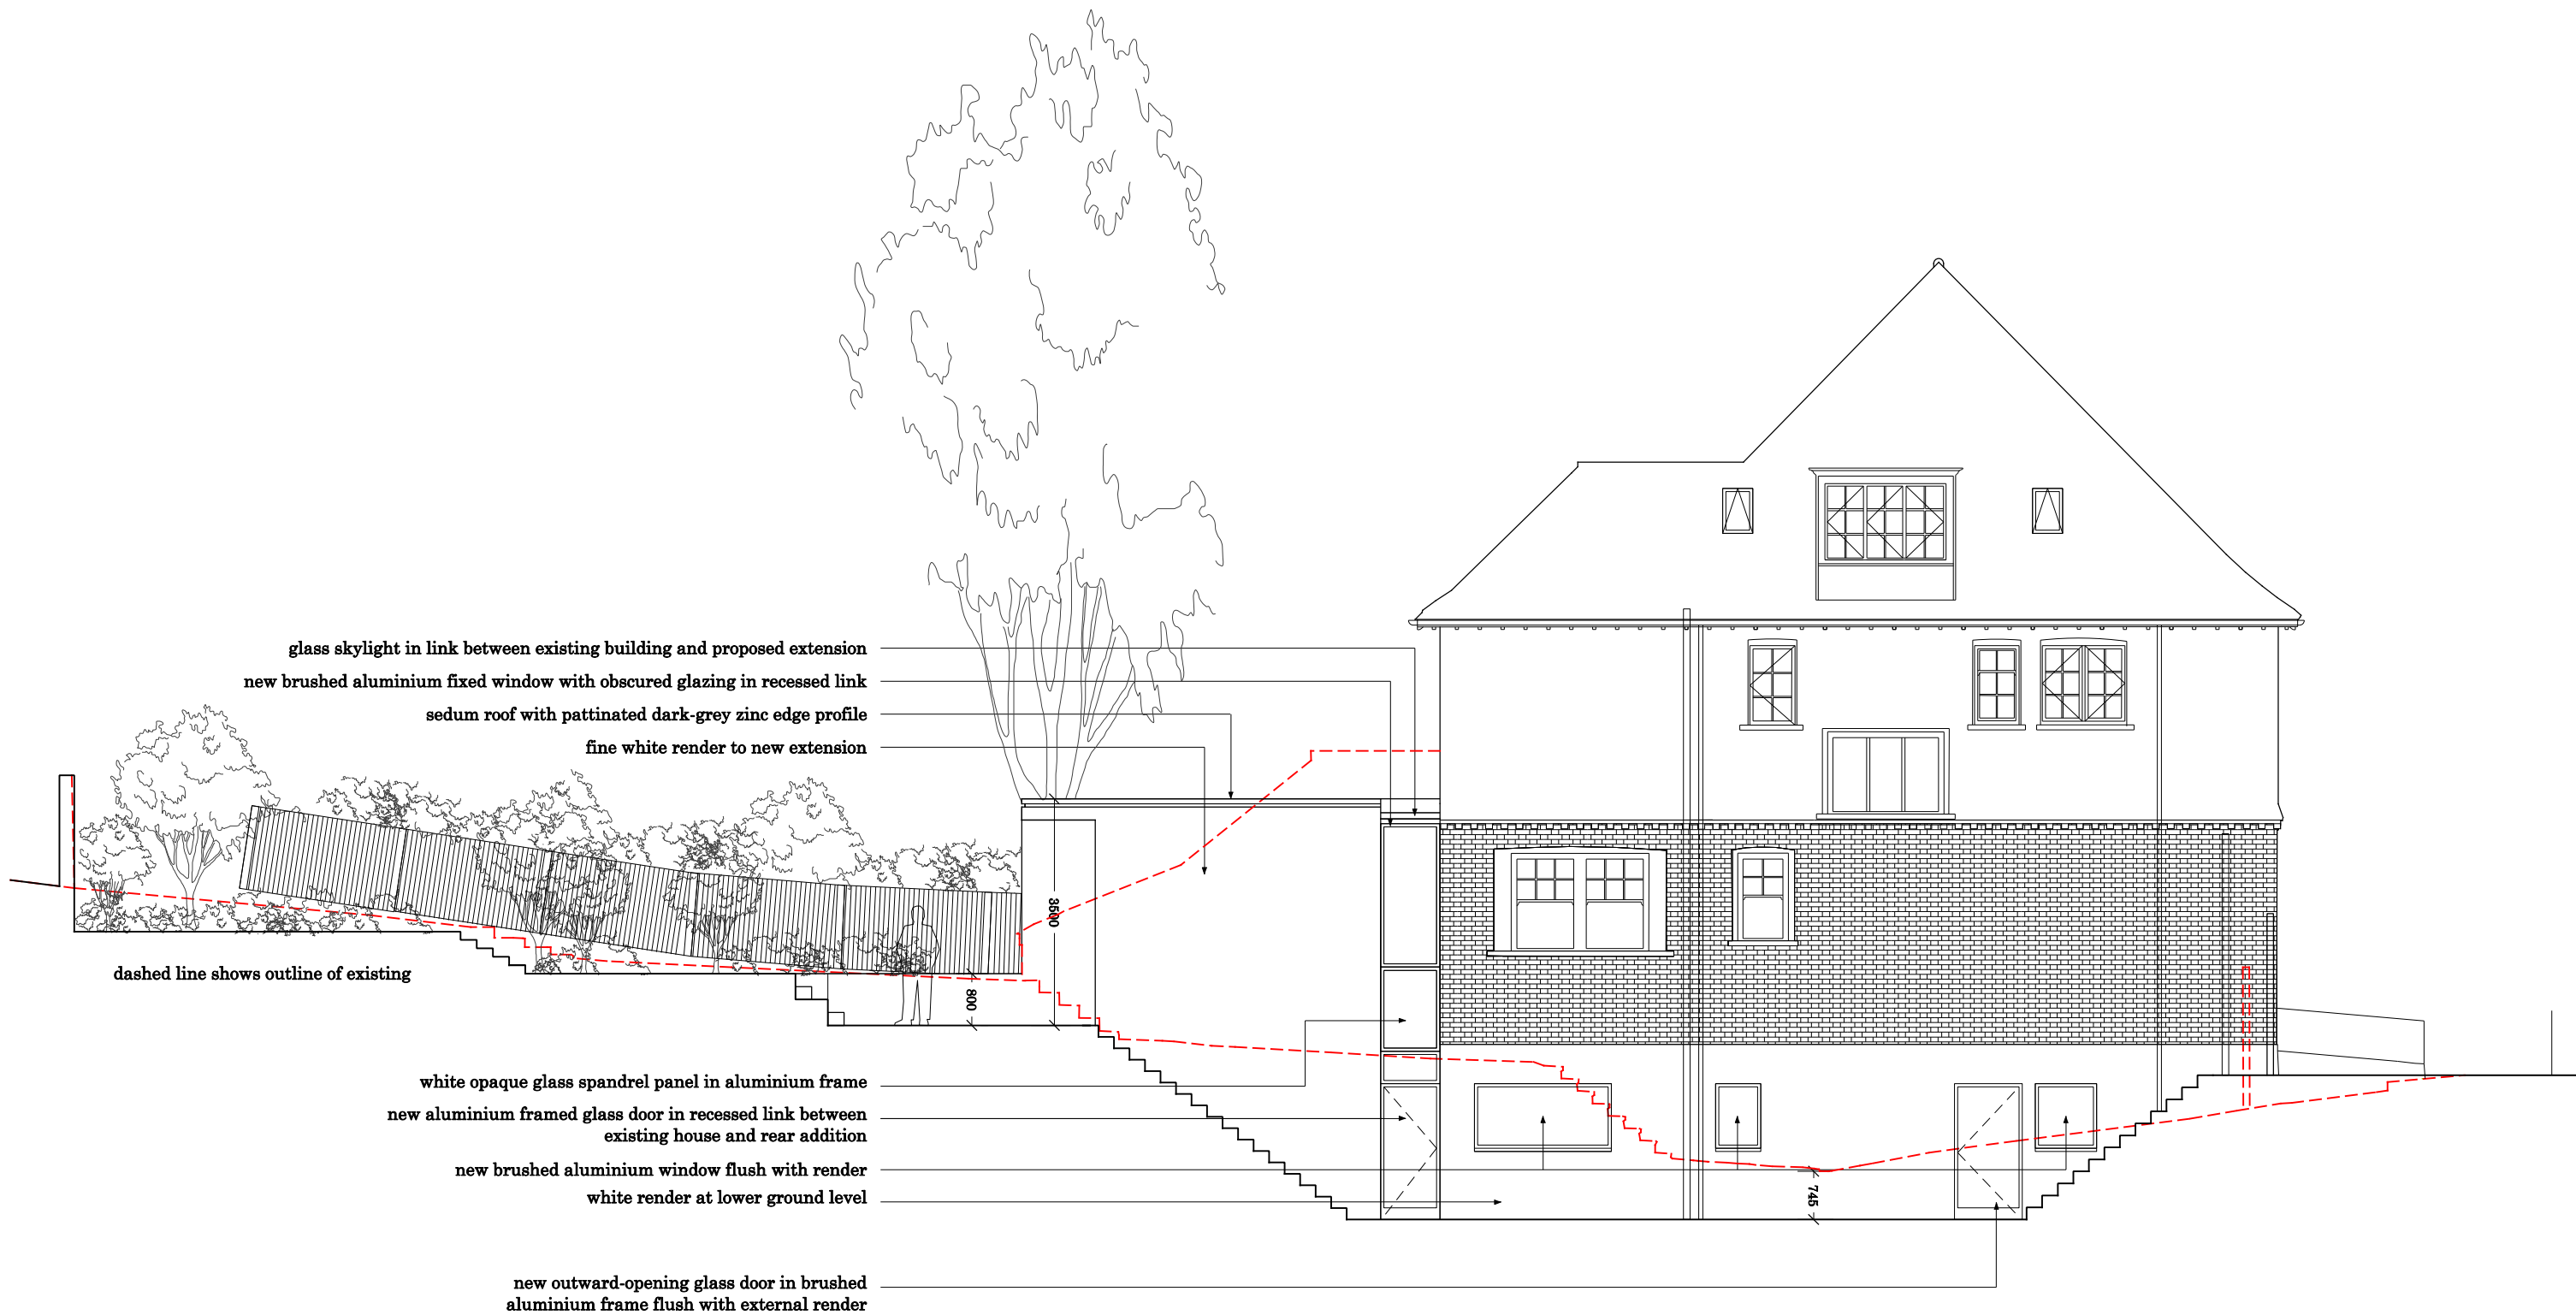 glass skylight in link between existing building and proposed extension
new brushed aluminium fixed window with obscured glazing in recessed link
sedum roof with pattinated dark-grey zinc edge profile
fine white render to new extension
3500
dashed line shows outline of existing
800
white opaque glass spandrel panel in aluminium frame
new aluminium framed glass door in recessed link between
existing house and rear addition
new brushed aluminium window flush with render
white render at lower ground level
745
new outward-opening glass door in brushed
aluminium frame flush with external render